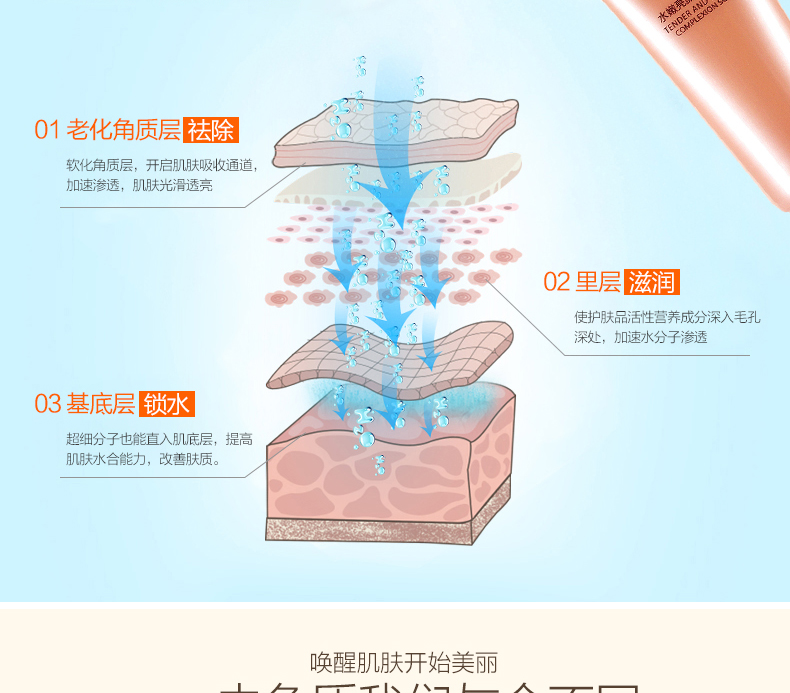 水嫩亮
TENDER AND
COMPLEXION
01 老化角质层 祛除
软化角质层，开启肌肤吸收通道，
加速渗透，肌肤光滑透亮
02 里层 滋润
使护肤品活性营养成分深入毛孔
深处，加速水分子渗透
03 基底层 锁水
超细分子也能直入肌底层，提高
肌肤水合能力，改善肤质。
唤醒肌肤开始美丽